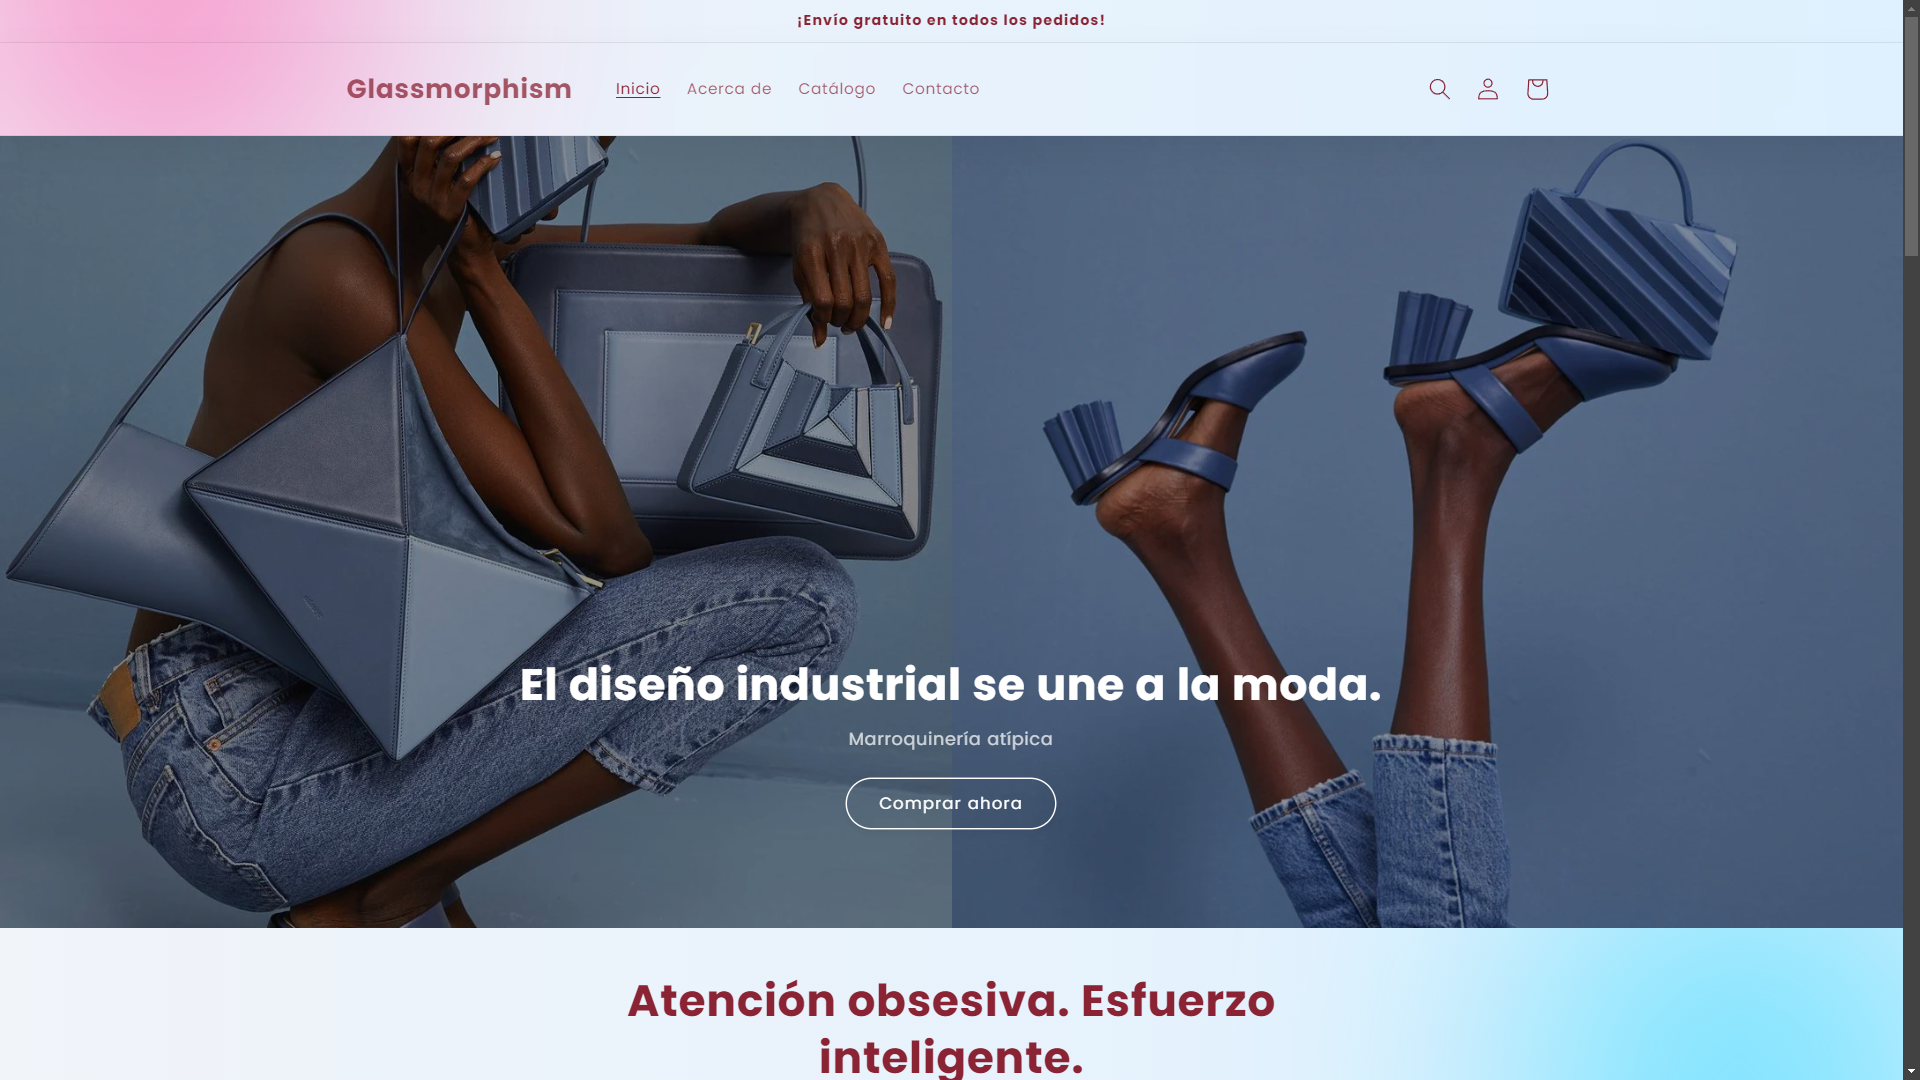 ¡Envío gratuito en todos los pedidos!
Glassmorphism
Inicio
Acerca de
Catálogo
Contacto
El diseño industrial se une a la moda.
Marroquinería atípica
Comprar ahora
Atención obsesiva. Esfuerzo
inteligente.